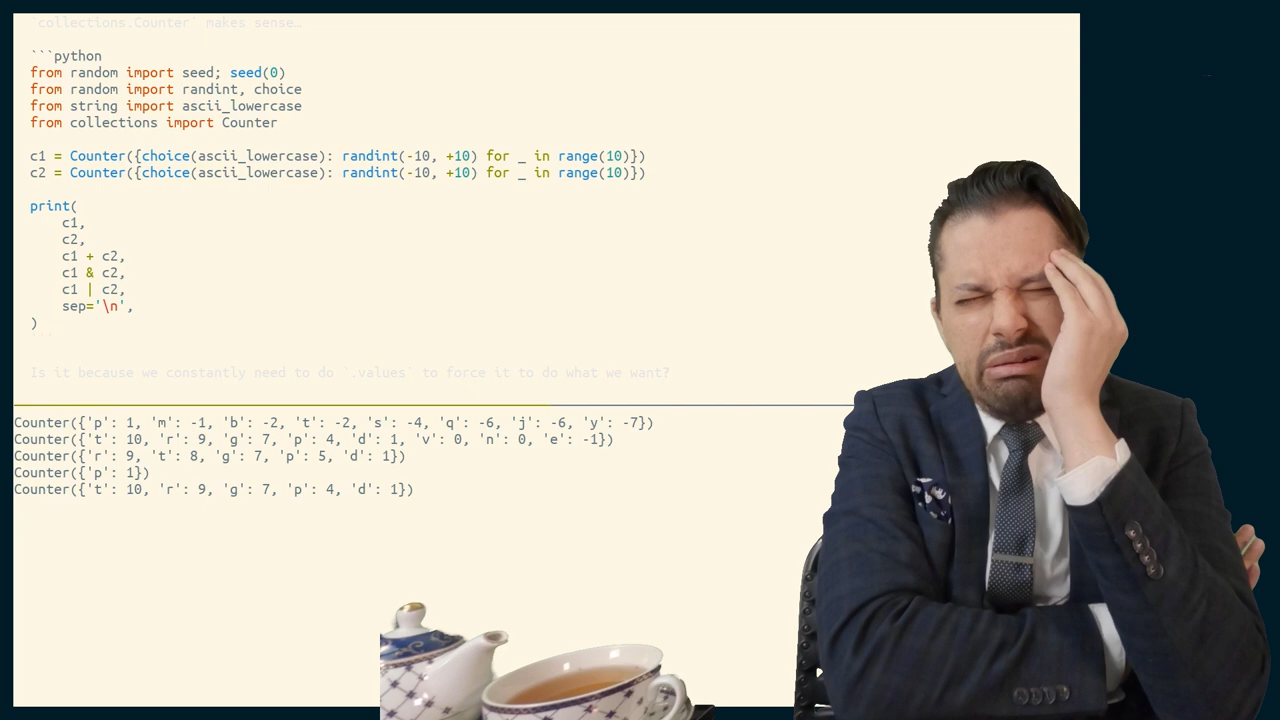 `collections.Counter` makes sense…
```python
from random import seed; seed(0)
from random import randint, choice
from string import ascii_lowercase
from collections import Counter
c1 = Counter({choice(ascii_lowercase): randint(-10, +10) for _ in range(10)})
c2 = Counter({choice(ascii_lowercase): randint(-10, +10) for _ in range(10)})
print(
    c1,
    c2,
    c1 + c2,
    c1 & c2,
    c1 | c2,
    sep='\n',
)
```
Is it because we constantly need to do `.values` to force it to do what we want?
Counter({'p': 1, 'm': -1, 'b': -2, 't': -2, 's': -4, 'q': -6, 'j': -6, 'y': -7})
Counter({'t': 10, 'r': 9, 'g': 7, 'p': 4, 'd': 1, 'v': 0, 'n': 0, 'e': -1})
Counter({'r': 9, 't': 8, 'g': 7, 'p': 5, 'd': 1})
Counter({'p': 1})
Counter({'t': 10, 'r': 9, 'g': 7, 'p': 4, 'd': 1})